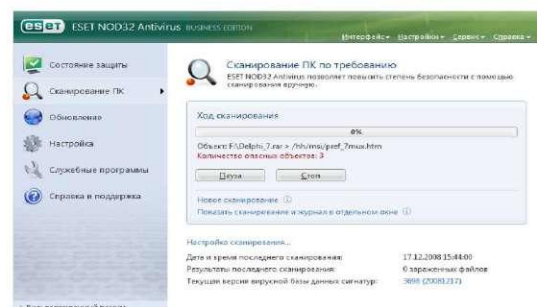 eset ESET NOD32 Antivirus BUSINESS EDITION
Интерфейс Настройки Сервис Справка
Состояние защиты
Сканирование ПК
Обновление
Настройка
Служебные программы
Справка и поддержка
Сканирование ПК по требованию
ESET NOD32 Antivirus позволяет повысить степень безопасности с помощью
сканирования вручную.
Ход сканирования
0%
Объект: F:\Delphi_7.rar > /hh/msi/pref_7mux.htm
Количество опасных объектов: 3
Пауза Стоп
Новое сканирование
Показать сканирование и журнал в отдельном окне
Настройка сканирования...
Дата и время последнего сканирования: 17.12.2008 15:44:00
Результаты последнего сканирования: 0 зараженных файлов
Текущая версия вирусной базы данных сигнатур: 3698 (20081217)